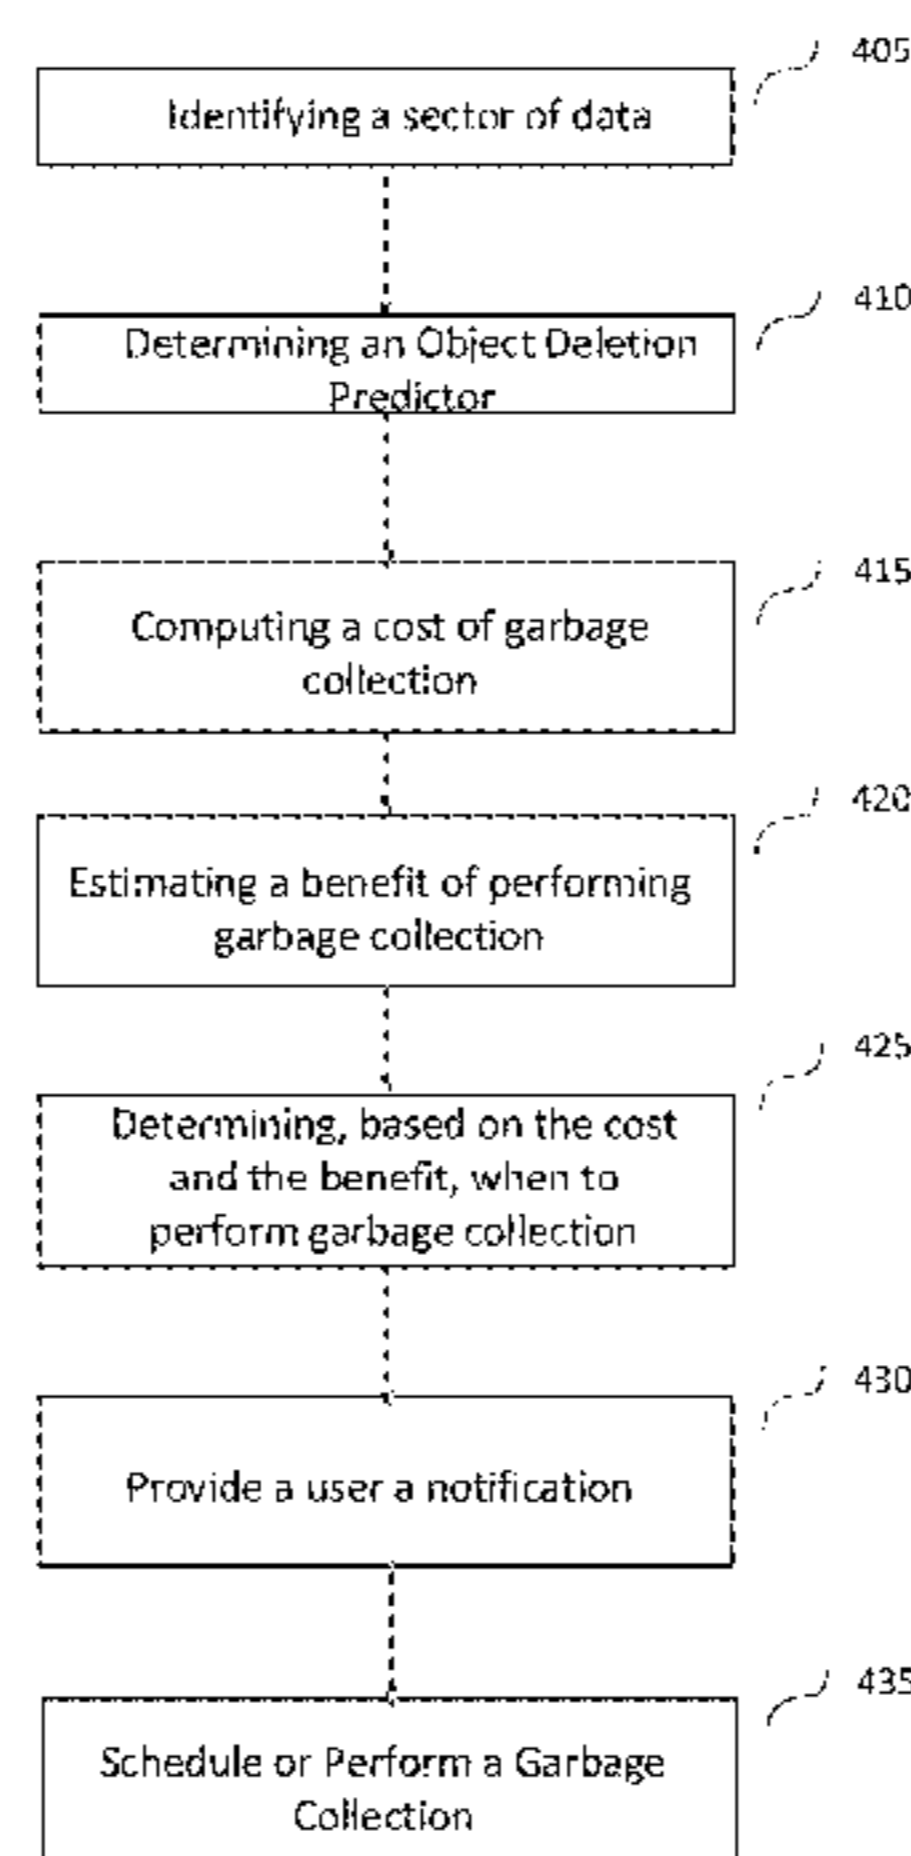 405
Identifying a sector of data
410
Determining an Object Deletion
Predictor
415
Computing a cost of garbage
collection
420
Estimating a benefit of performing
garbage collection
425
Determining, based on the cost
and the benefit, when to
perform garbage collection
430
Provide a user a notification
435
Schedule or Perform a Garbage
Collection